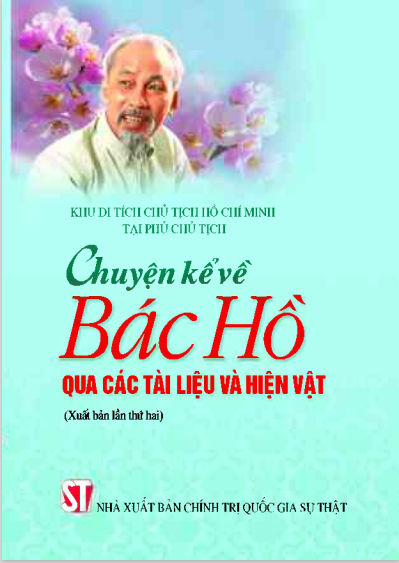 KHU DI TÍCH CHỦ TỊCH HỒ CHÍ MINH
TẠI PHỦ CHỦ TỊCH
Chuyện kể về
Bác Hồ
QUA CÁC TÀI LIỆU VÀ HIỆN VẬT
(Xuất bản lần thứ hai)
ST
NHÀ XUẤT BẢN CHÍNH TRỊ QUỐC GIA SỰ THẬT